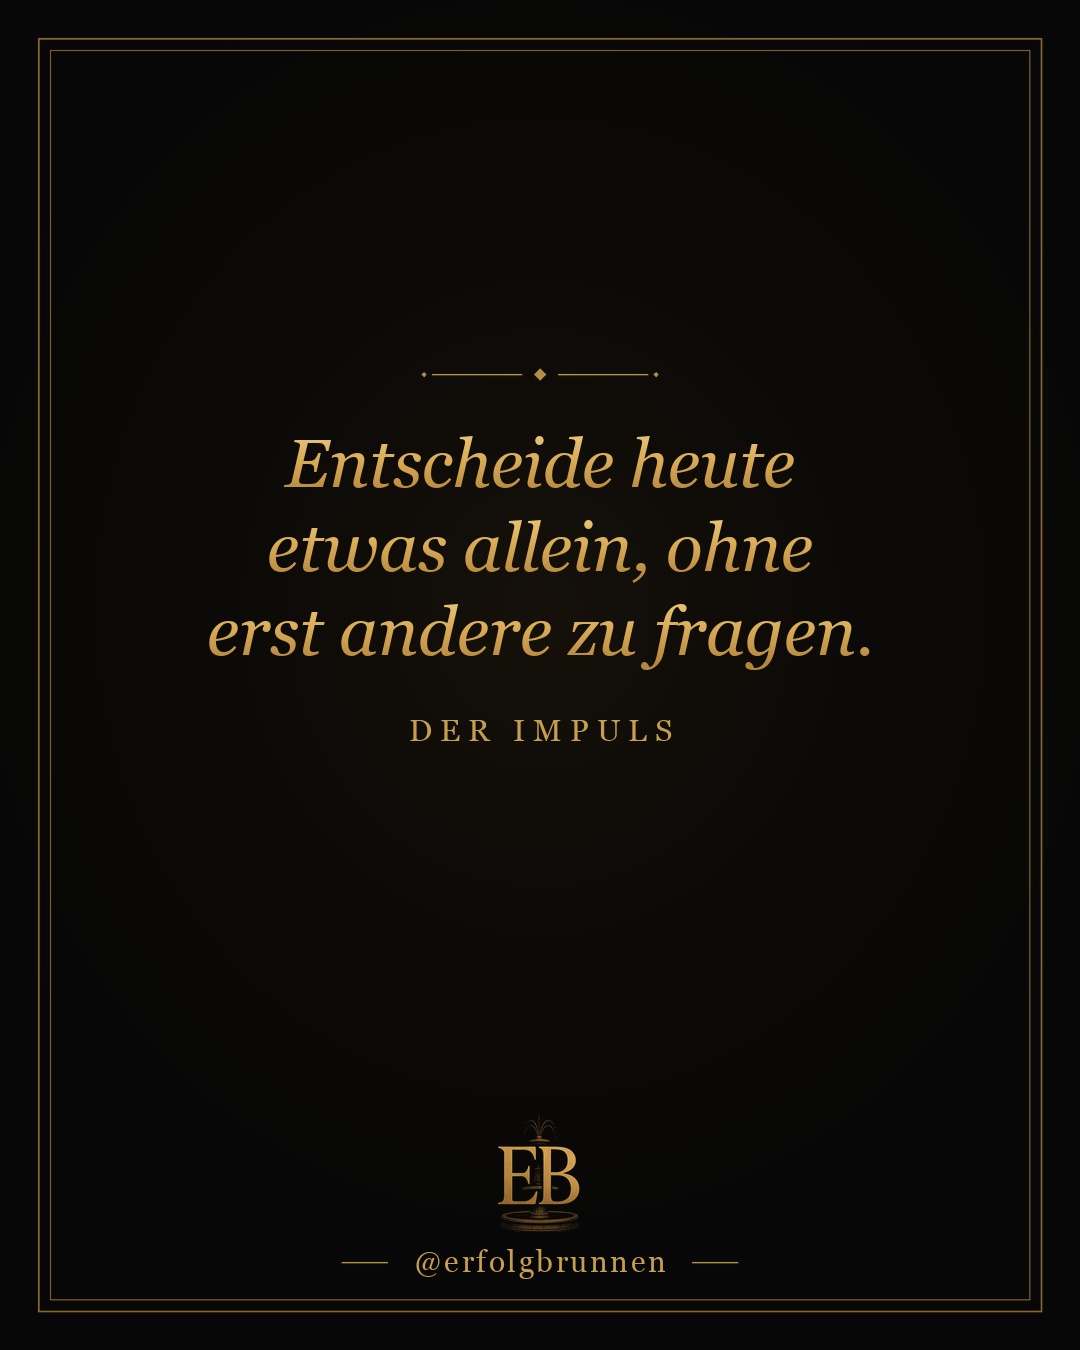 Entscheide heute
etwas allein, ohne
erst andere zu fragen.
DER IMPULS
EB
@erfolgbrunnen